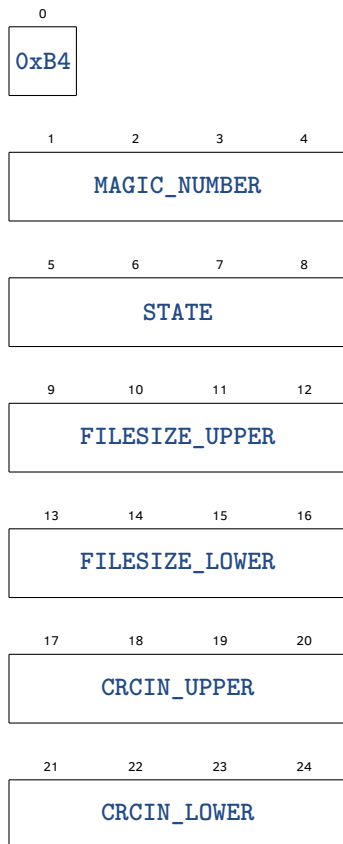 0
0xB4
1 2 3 4
MAGIC_NUMBER
5 6 7 8
STATE
9 10 11 12
FILESIZE_UPPER
13 14 15 16
FILESIZE_LOWER
17 18 19 20
CRCIN_UPPER
21 22 23 24
CRCIN_LOWER